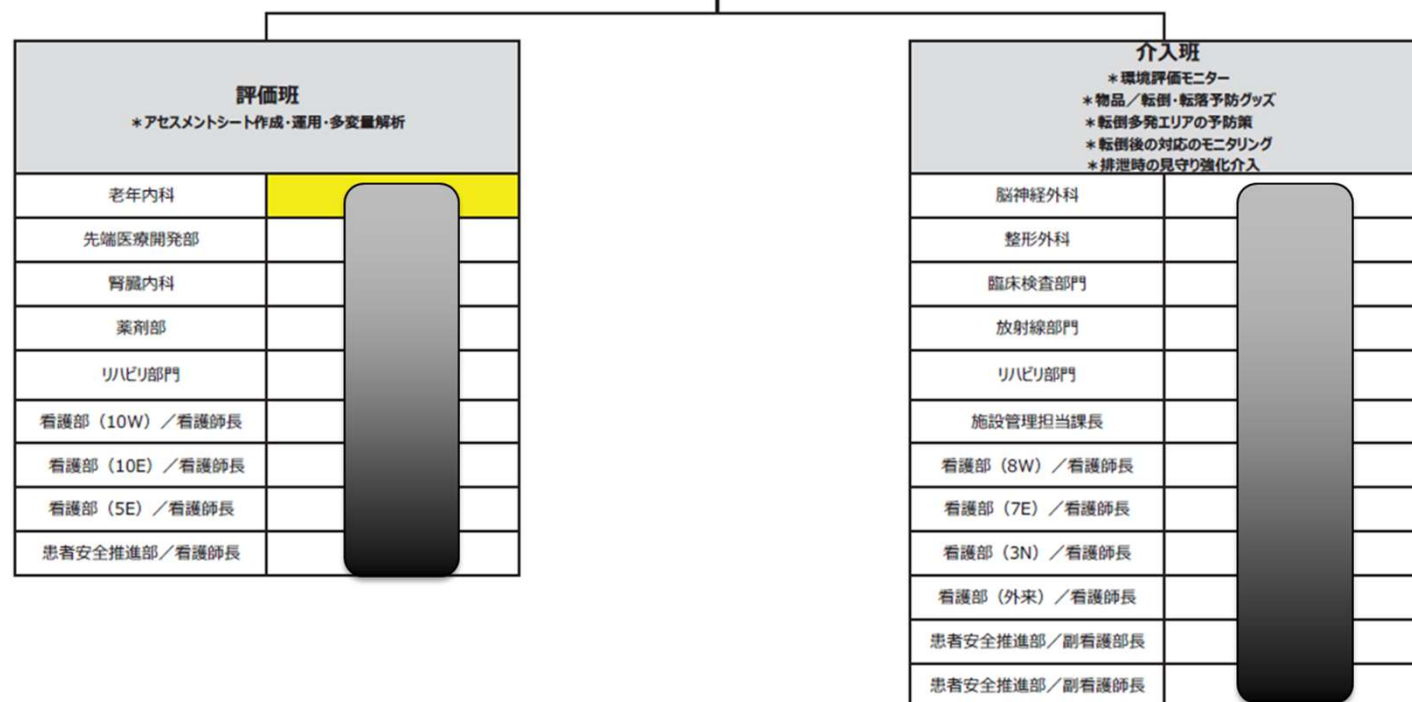 評価班
＊アセスメントシート作成・運用・多変量解析
老年内科
先端医療開発部
腎臓内科
薬剤部
リハビリ部門
看護部（10W）／看護師長
看護部（10E）／看護師長
看護部（5E）／看護師長
患者安全推進部／看護師長
介入班
＊環境評価モニター
＊物品／転倒・転落予防グッズ
＊転倒多発エリアの予防策
＊転倒後の対応のモニタリング
＊排泄時の見守り強化介入
脳神経外科
整形外科
臨床検査部門
放射線部門
リハビリ部門
施設管理担当課長
看護部（8W）／看護師長
看護部（7E）／看護師長
看護部（3N）／看護師長
看護部（外来）／看護師長
患者安全推進部／副看護部長
患者安全推進部／副看護師長